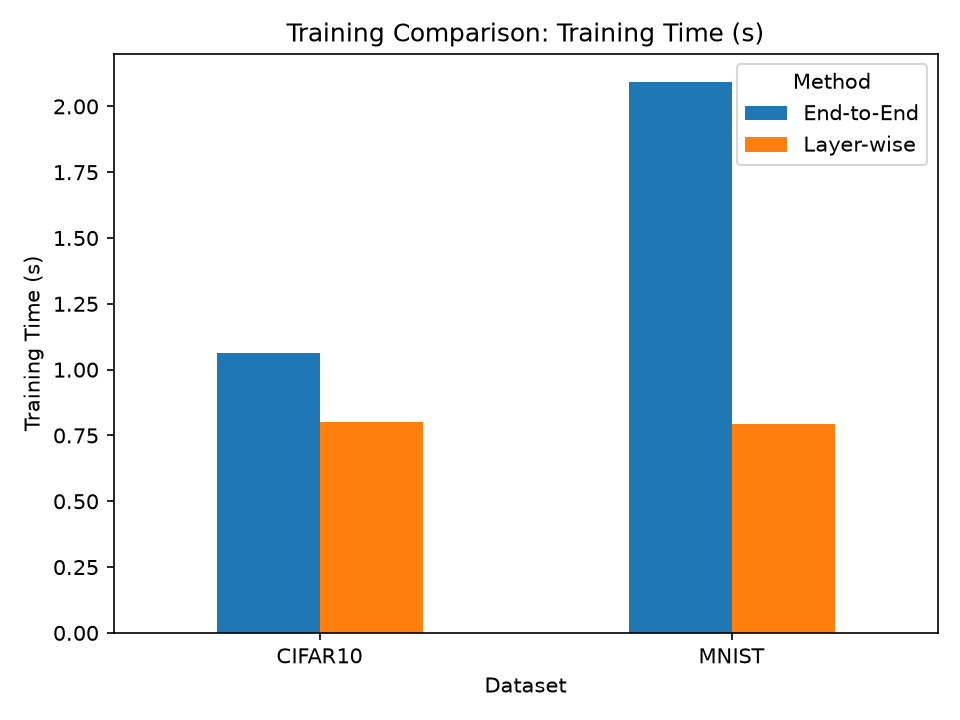 Training Comparison: Training Time (s)
Method
End-to-End
Layer-wise
Training Time (s)
2.00
1.75
1.50
1.25
1.00
0.75
0.50
0.25
0.00
CIFAR10
MNIST
Dataset